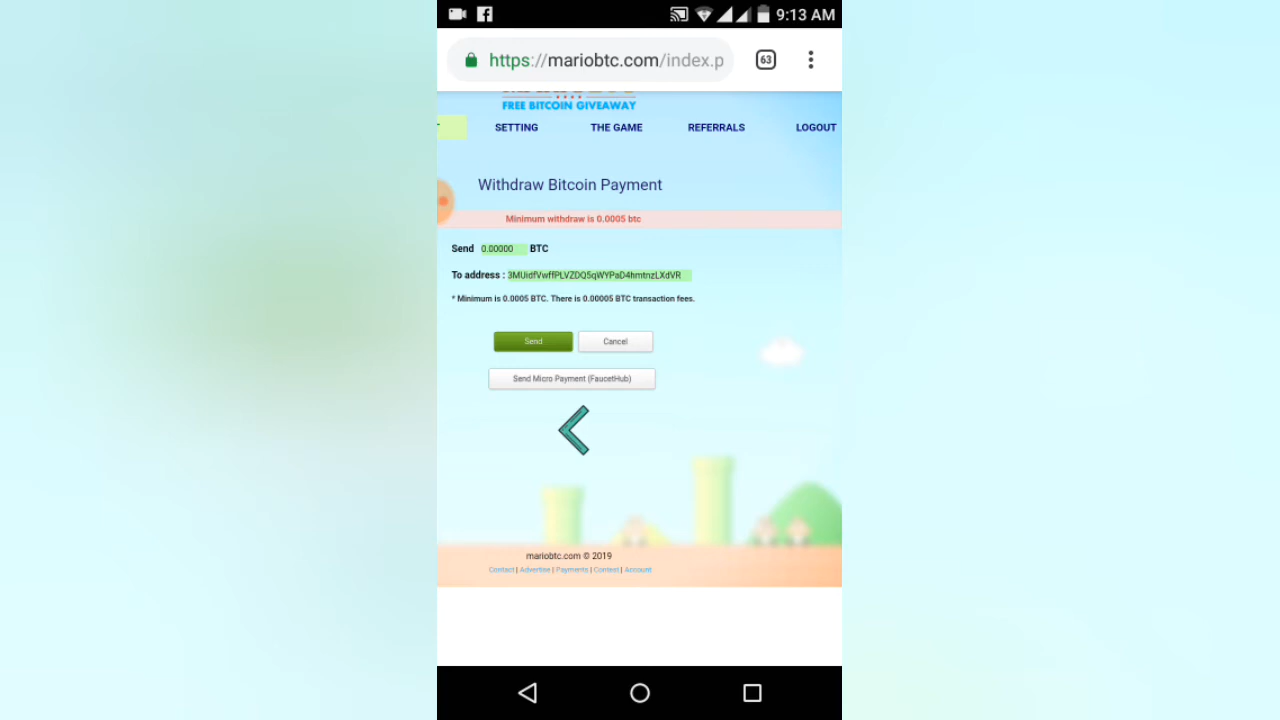 9:13 AM
https://mariobtc.com/index.p
63
FREE BITCOIN GIVEAWAY
SETTING THE GAME REFERRALS LOGOUT
Withdraw Bitcoin Payment
Minimum withdraw is 0.0005 btc
Send 0.00000 BTC
To address : 3MUidfVwffPLVZDQ5qWYPaD4hmtnzLXdVR
* Minimum is 0.0005 BTC. There is 0.00005 BTC transaction fees.
Send Cancel
Send Micro Payment (FaucetHub)
mariobtc.com © 2019
Contact | Advertise | Payments | Contest | Account